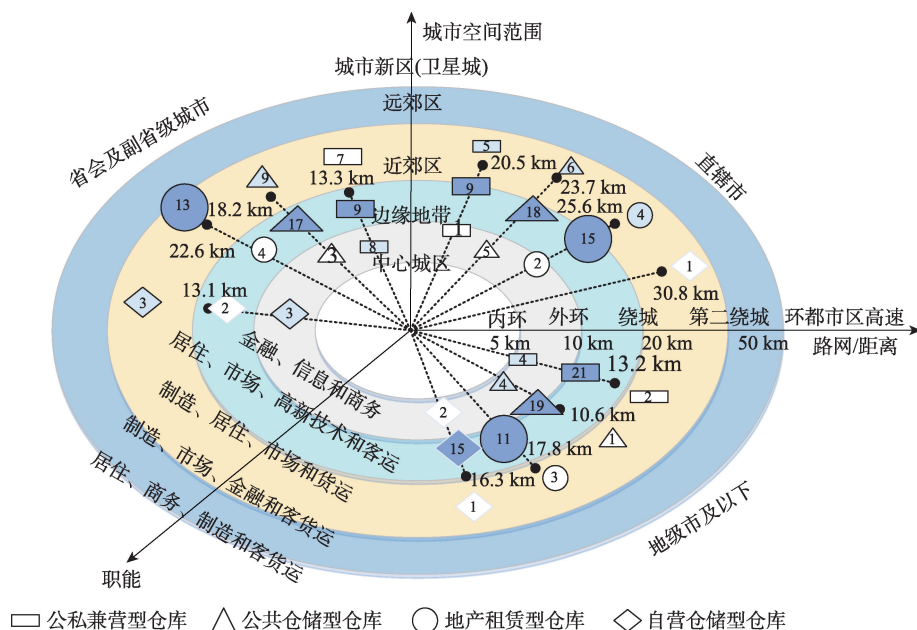 城市空间范围
城市新区(卫星城)
远郊区
近郊区
边缘地带
中心城区
省会及副省级城市
直辖市
地级市及以下
5
7
13.3 km
9
20.5 km
9
6
23.7 km
25.6 km
9
18.2 km
13
22.6 km
17
4
3
8
1
5
18
2
15
4
1
30.8 km
3
13.1 km
2
3
内环
外环
绕城
第二绕城
环都市区高速
5 km
10 km
20 km
50 km
路网/距离
4
21
13.2 km
2
4
19
10.6 km
1
2
15
11
17.8 km
16.3 km
3
1
金融、信息和商务
居住、市场、高新技术和客运
制造、居住、市场和货运
制造、市场、金融和客货运
居住、商务、制造和客货运
职能
公私兼营型仓库
公共仓储型仓库
地产租赁型仓库
自营仓储型仓库